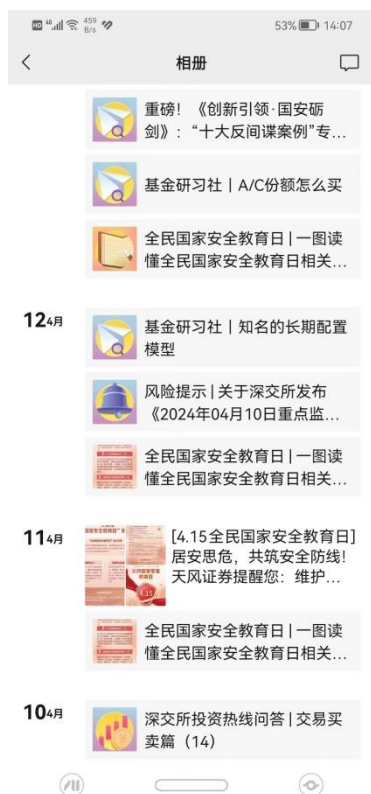 HD 4G 459 B/s 53% 14:07
相册
重磅！《创新引领·国安砺
剑》：“十大反间谍案例”专...
基金研习社 | A/C份额怎么买
全民国家安全教育日 | 一图读
懂全民国家安全教育日相关...
12 4月
基金研习社 | 知名的长期配置
模型
风险提示 | 关于深交所发布
《2024年04月10日重点监...
全民国家安全教育日 | 一图读
懂全民国家安全教育日相关...
11 4月
[4.15全民国家安全教育日]
居安思危，共筑安全防线！
天风证券提醒您：维护...
4.15
全民国家安全教育日 | 一图读
懂全民国家安全教育日相关...
10 4月
深交所投资热线问答 | 交易买
卖篇（14）